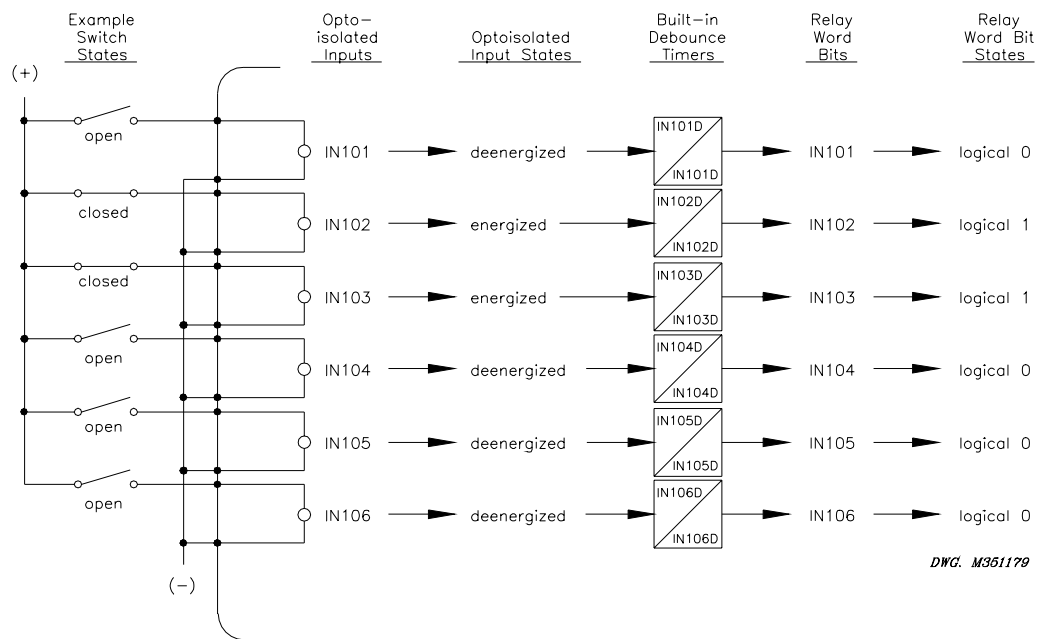 Example
Switch
States
Opto-
isolated
Inputs
Optoisolated
Input States
Built-in
Debounce
Timers
Relay
Word
Bits
Relay
Word Bit
States
(+)
open
IN101
deenergized
IN101D
IN101D
IN101
logical 0
closed
IN102
energized
IN102D
IN102D
IN102
logical 1
closed
IN103
energized
IN103D
IN103D
IN103
logical 1
open
IN104
deenergized
IN104D
IN104D
IN104
logical 0
open
IN105
deenergized
IN105D
IN105D
IN105
logical 0
open
IN106
deenergized
IN106D
IN106D
IN106
logical 0
(-)
DWG. M351179